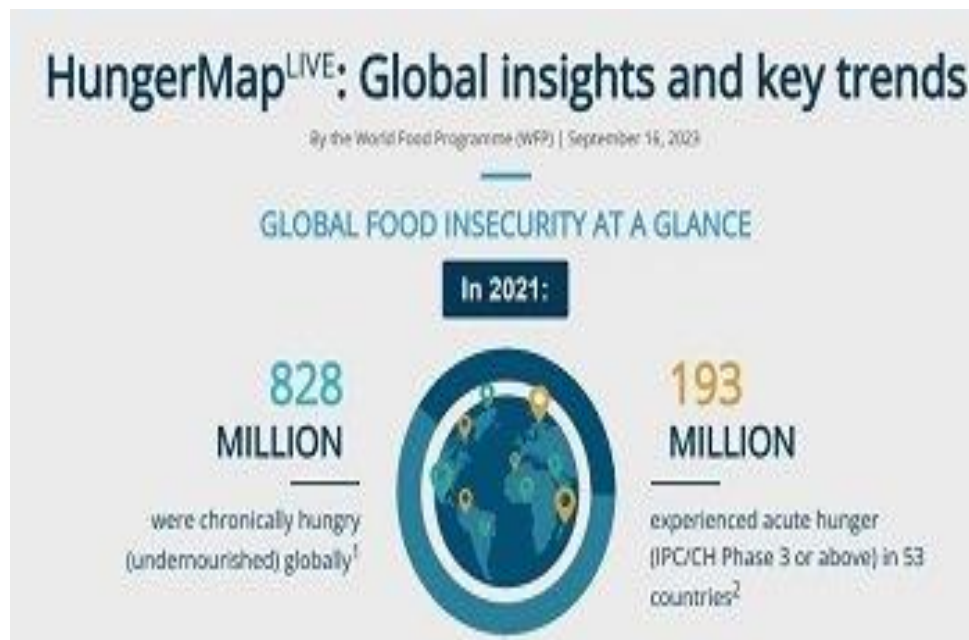 HungerMapLIVE: Global insights and key trends
By the World Food Programme (WFP) | September 16, 2023
GLOBAL FOOD INSECURITY AT A GLANCE
In 2021:
828
MILLION
were chronically hungry
(undernourished) globally1
193
MILLION
experienced acute hunger
(IPC/CH Phase 3 or above) in 53
countries2